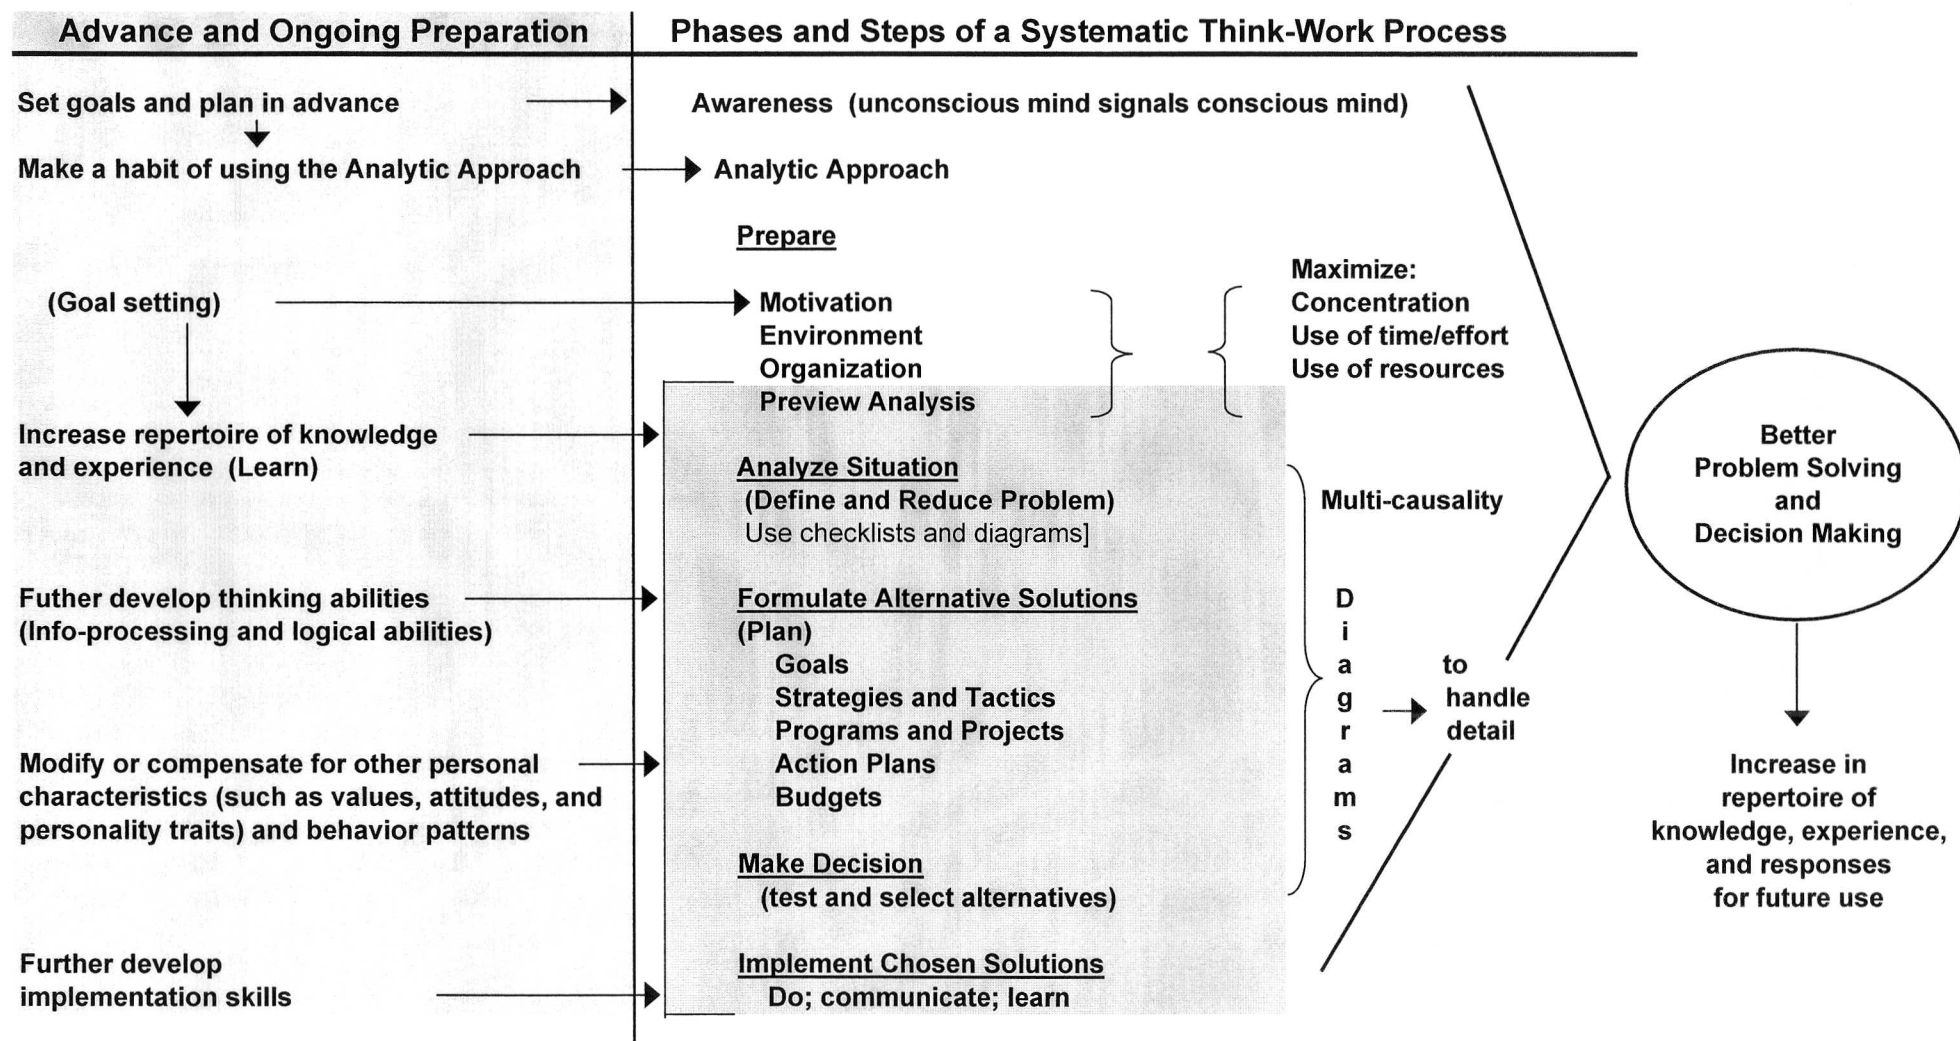 Advance and Ongoing Preparation
Phases and Steps of a Systematic Think-Work Process
Set goals and plan in advance
Make a habit of using the Analytic Approach
(Goal setting)
Increase repertoire of knowledge
and experience (Learn)
Futher develop thinking abilities
(Info-processing and logical abilities)
Modify or compensate for other personal
characteristics (such as values, attitudes, and
personality traits) and behavior patterns
Further develop
implementation skills
Awareness (unconscious mind signals conscious mind)
Analytic Approach
Prepare
Motivation
Environment
Organization
Preview Analysis
Maximize:
Concentration
Use of time/effort
Use of resources
Analyze Situation
(Define and Reduce Problem)
Use checklists and diagrams]
Formulate Alternative Solutions
(Plan)
Goals
Strategies and Tactics
Programs and Projects
Action Plans
Budgets
Make Decision
(test and select alternatives)
Implement Chosen Solutions
Do; communicate; learn
Multi-causality
Diagrams
to
handle
detail
Better
Problem Solving
and
Decision Making
Increase in
repertoire of
knowledge, experience,
and responses
for future use